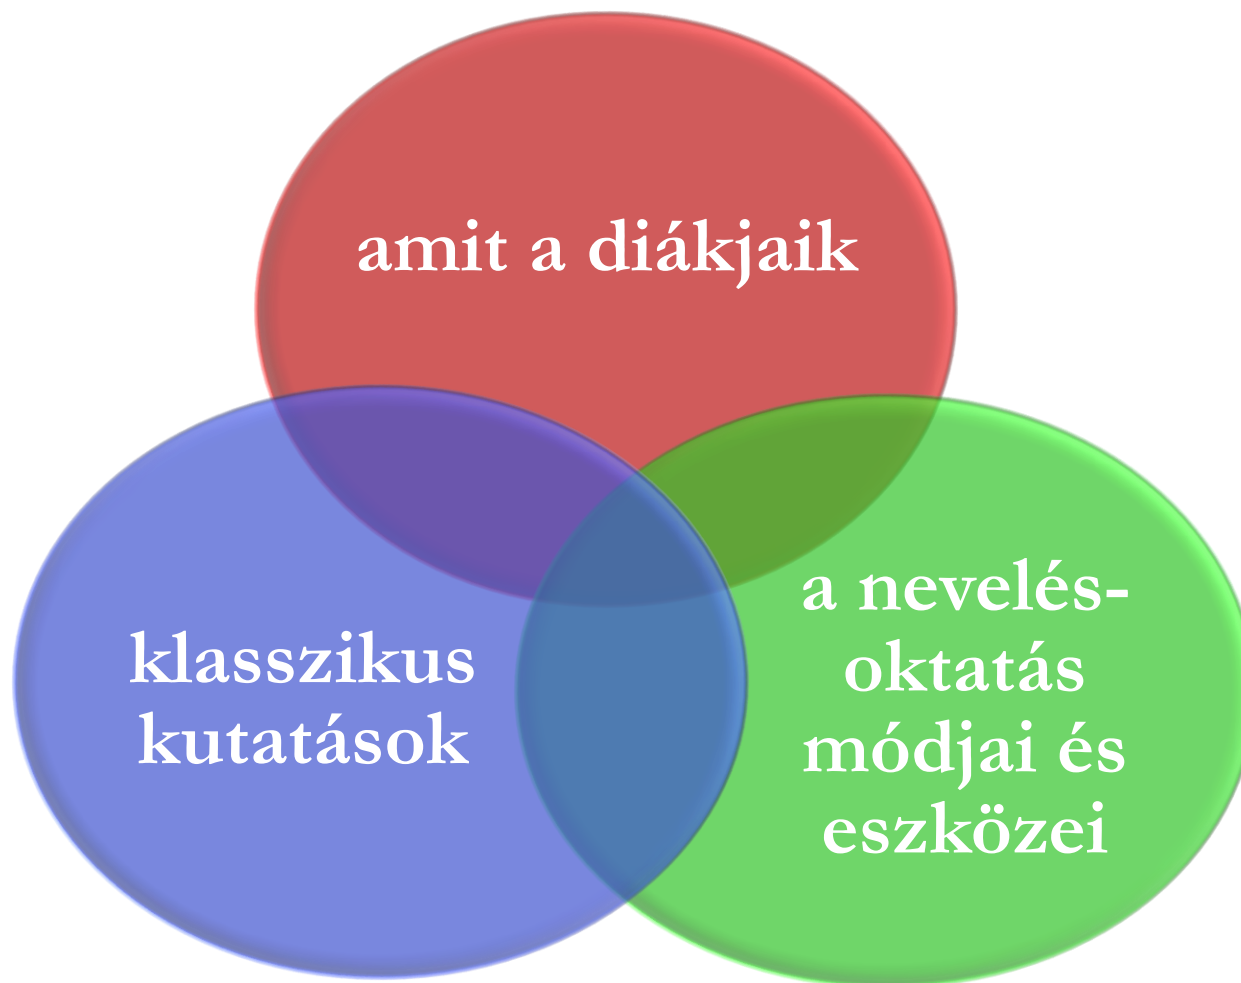 amit a diákjaik
klasszikus
kutatások
a nevelés-
oktatás
módjai és
eszközei